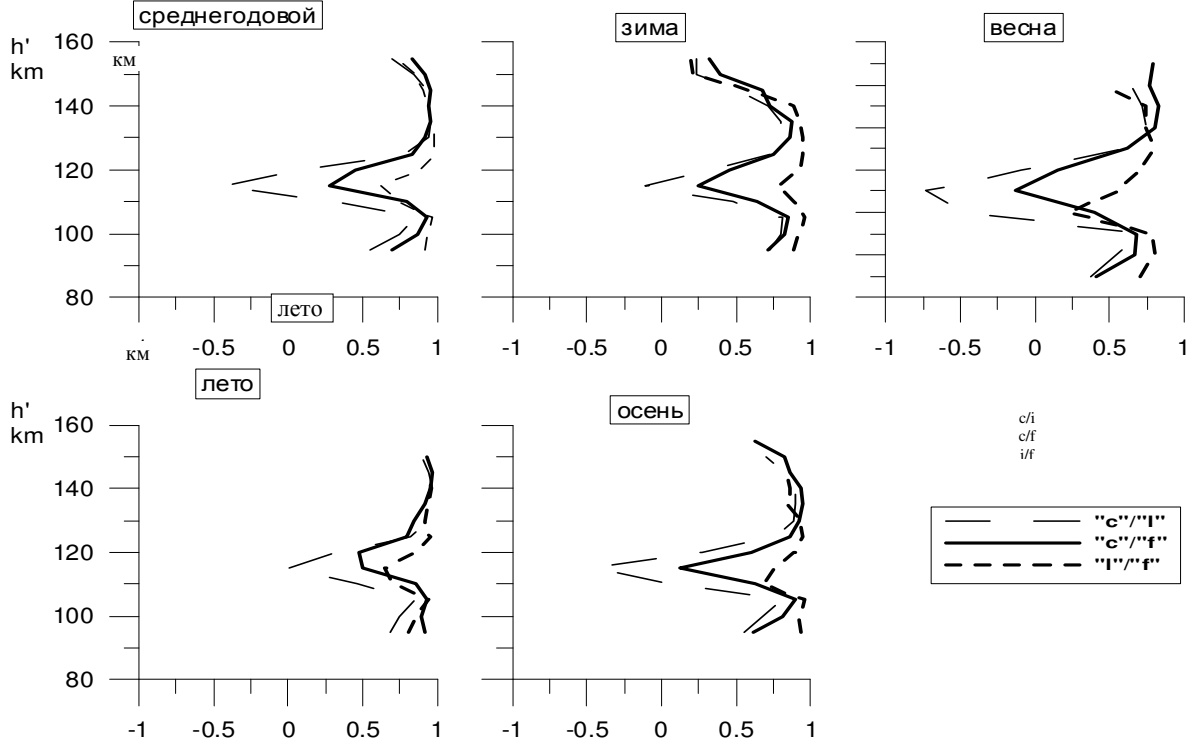 среднегодовой
зима
весна
h'
km
км
160
140
120
100
80
лето
-1
-0.5
0
0.5
1
-1
-0.5
0
0.5
1
-1
-0.5
0
0.5
1
км
лето
осень
h'
km
160
140
120
100
80
-1
-0.5
0
0.5
1
-1
-0.5
0
0.5
1
c/i
c/f
i/f
"c"/"l"
"c"/"f"
"l"/"f"